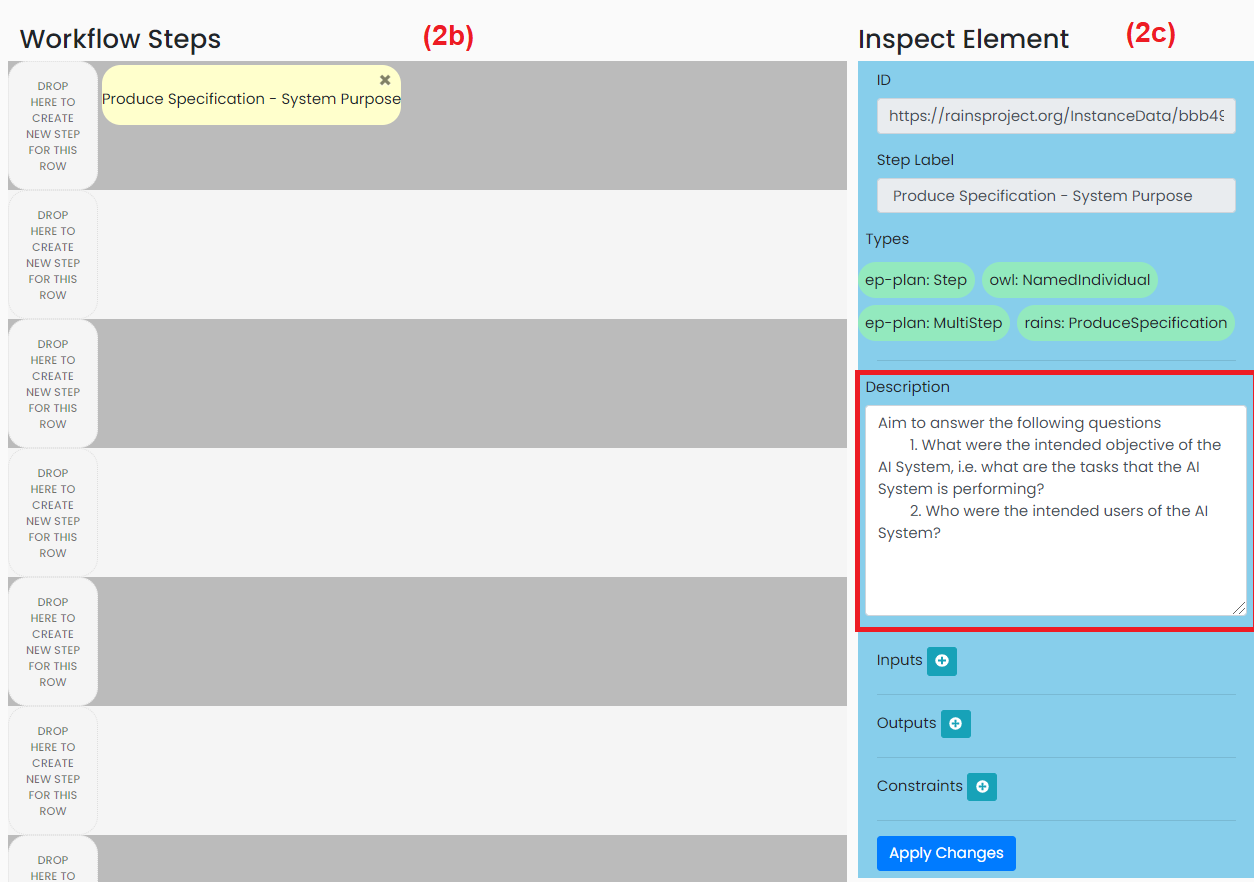 Workflow Steps
(2b)
DROP
HERE TO
CREATE
NEW STEP
FOR THIS
ROW
Produce Specification - System Purpose
DROP
HERE TO
CREATE
NEW STEP
FOR THIS
ROW
DROP
HERE TO
CREATE
NEW STEP
FOR THIS
ROW
DROP
HERE TO
CREATE
NEW STEP
FOR THIS
ROW
DROP
HERE TO
CREATE
NEW STEP
FOR THIS
ROW
DROP
HERE TO
CREATE
NEW STEP
FOR THIS
ROW
DROP
HERE TO
Inspect Element
(2c)
ID
https://rainsproject.org/InstanceData/bbb49
Step Label
Produce Specification - System Purpose
Types
ep-plan: Step owl: NamedIndividual
ep-plan: MultiStep rains: ProduceSpecification
Description
Aim to answer the following questions
1. What were the intended objective of the
AI System, i.e. what are the tasks that the AI
System is performing?
2. Who were the intended users of the AI
System?
Inputs
Outputs
Constraints
Apply Changes